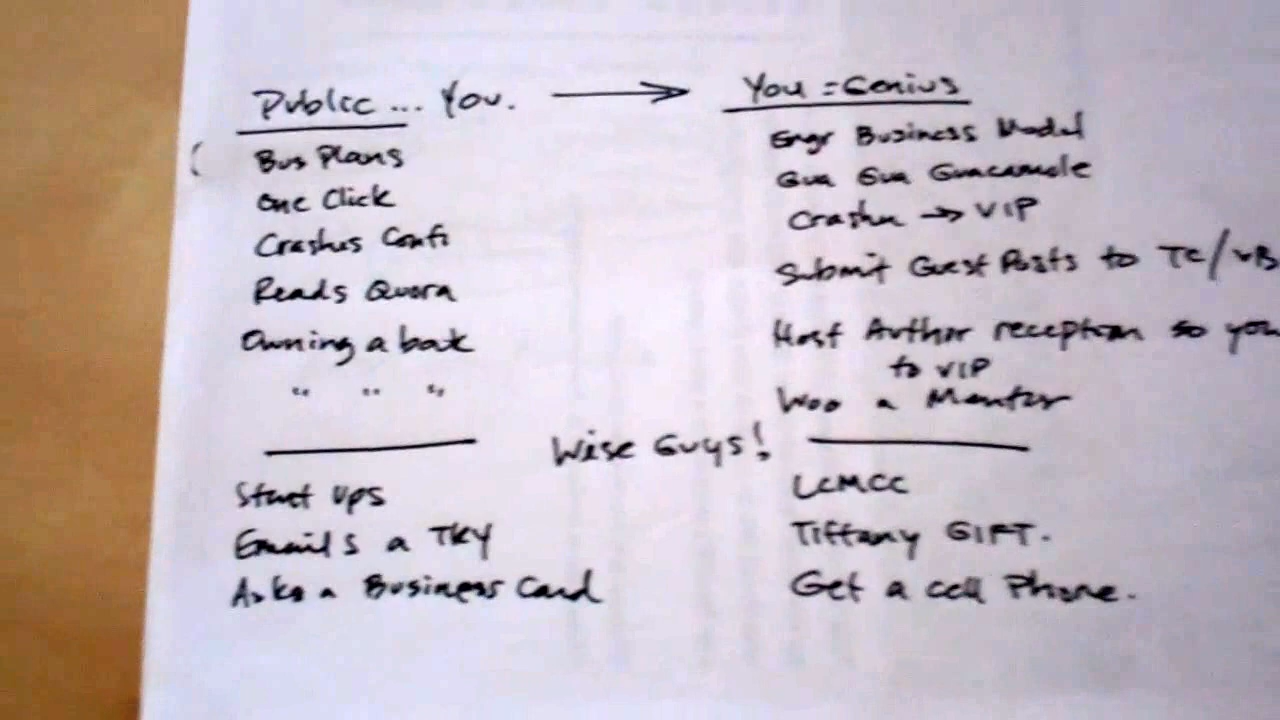 Public ... You. → You = Genius
Bus Plans
Engr Business Model
One Click
Gua Gua Guacamole
Crashes Conf
Crasher → VIP
Reads Quora
Submit Guest Posts to TC/VB
Owning a book
Host Author reception so you
to VIP
" " "
Woo a Mentor
Wise Guys!
Start Ups
LCMCC
Emails a TKY
Tiffany GIFT.
Asks a Business Card
Get a cell Phone.